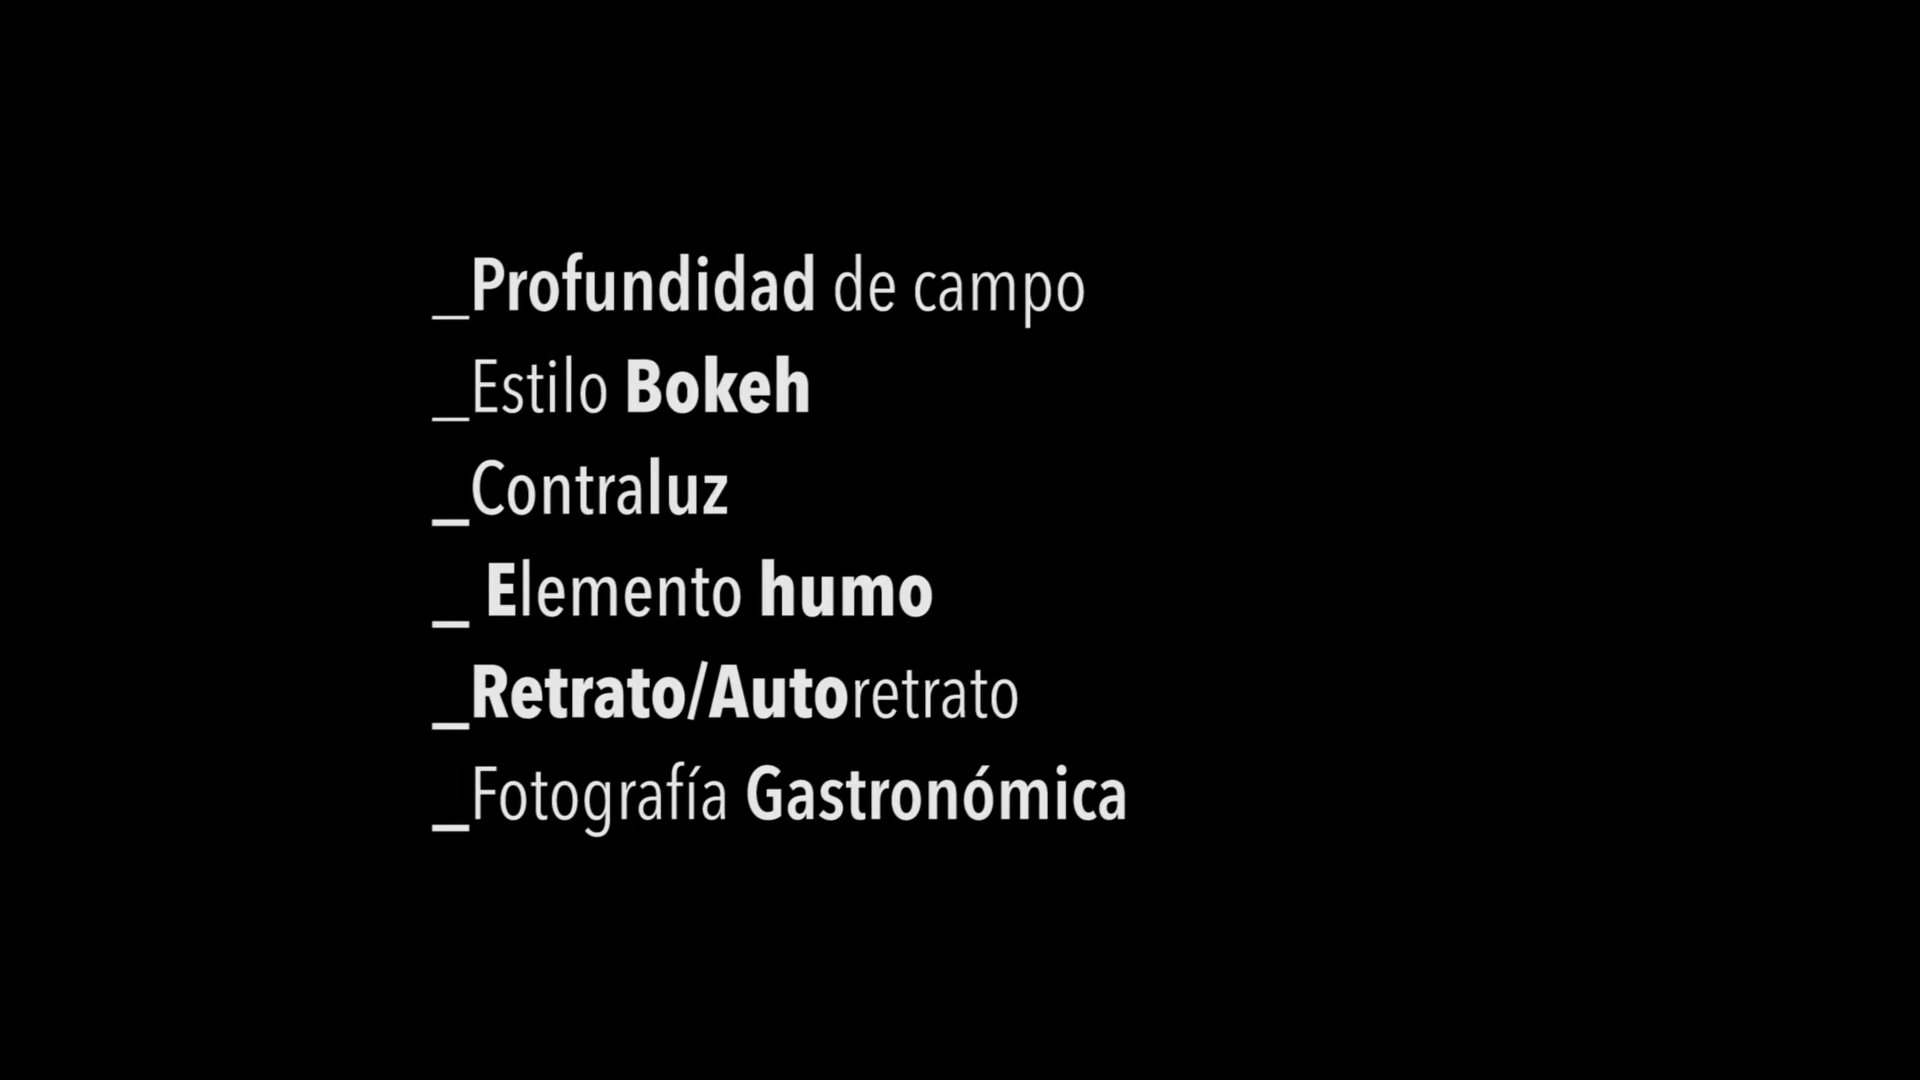 _Profundidad de campo
_Estilo Bokeh
_Contraluz
_ Elemento humo
_Retrato/Autoretrato
_Fotografía Gastronómica